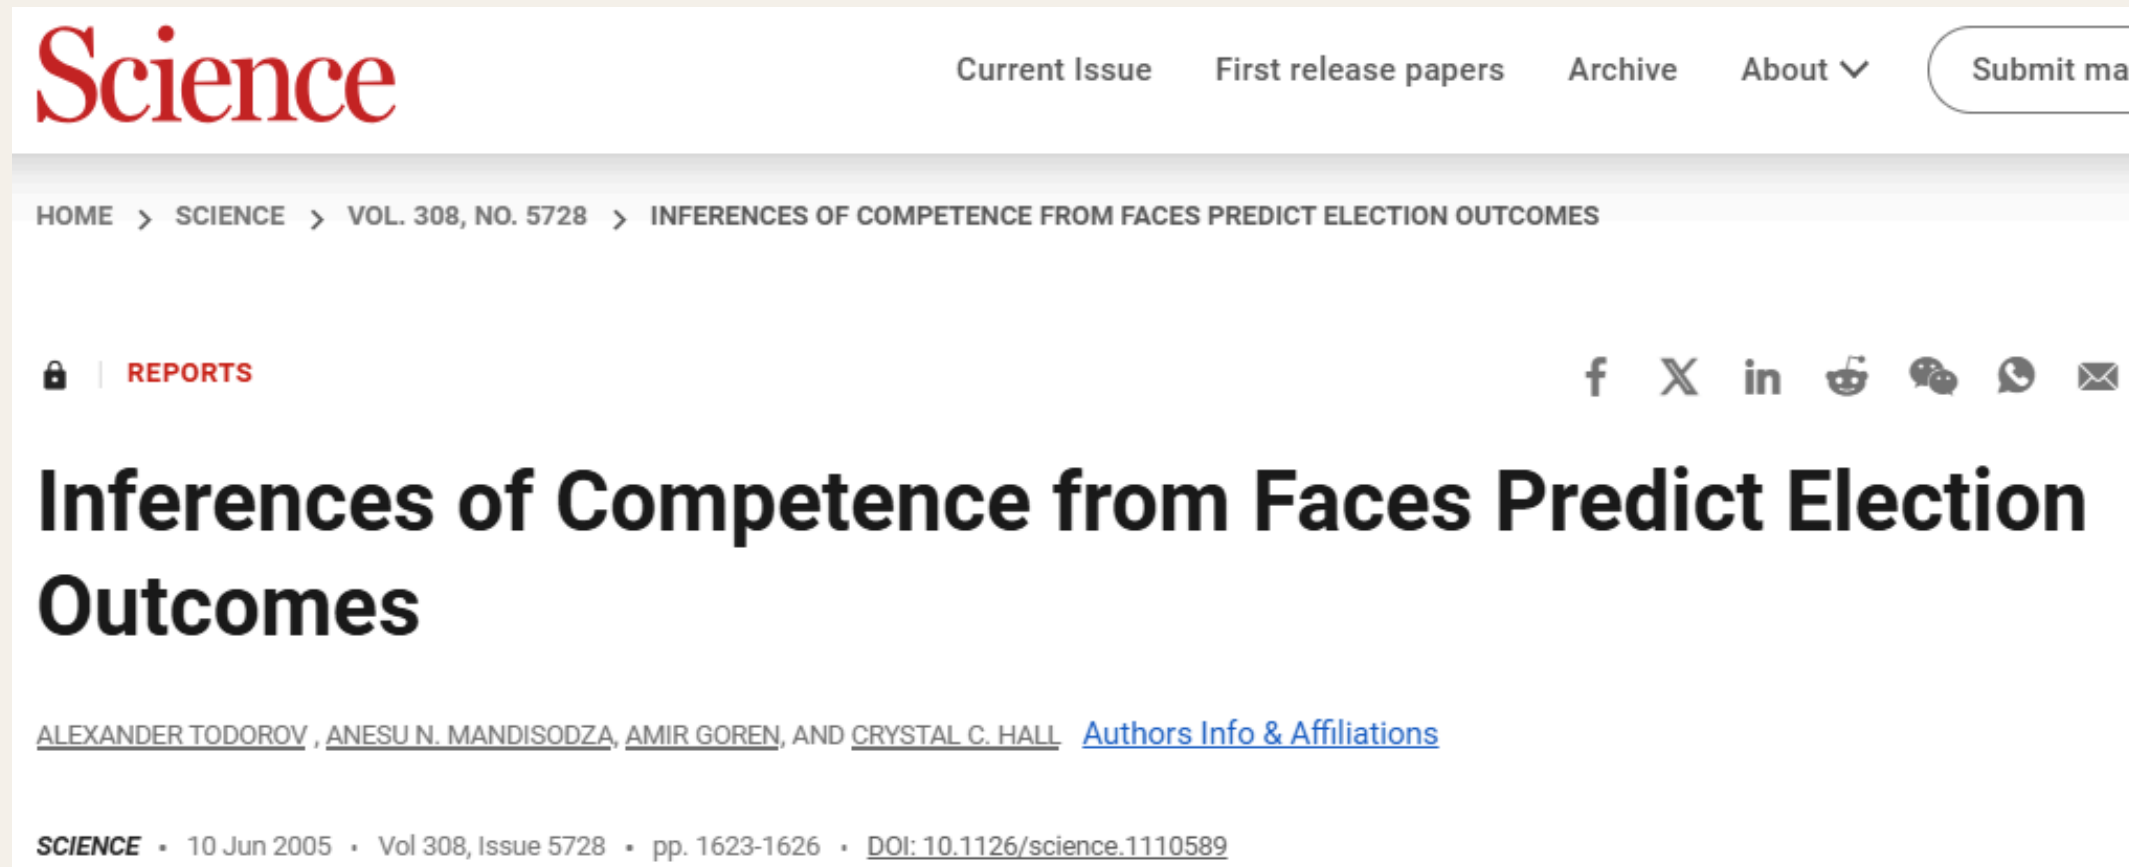 Science
Current Issue First release papers Archive About Submit ma
HOME > SCIENCE > VOL. 308, NO. 5728 > INFERENCES OF COMPETENCE FROM FACES PREDICT ELECTION OUTCOMES
REPORTS
Inferences of Competence from Faces Predict Election
Outcomes
ALEXANDER TODOROV , ANESU N. MANDISODZA, AMIR GOREN, AND CRYSTAL C. HALL Authors Info & Affiliations
SCIENCE • 10 Jun 2005 • Vol 308, Issue 5728 • pp. 1623-1626 • DOI: 10.1126/science.1110589